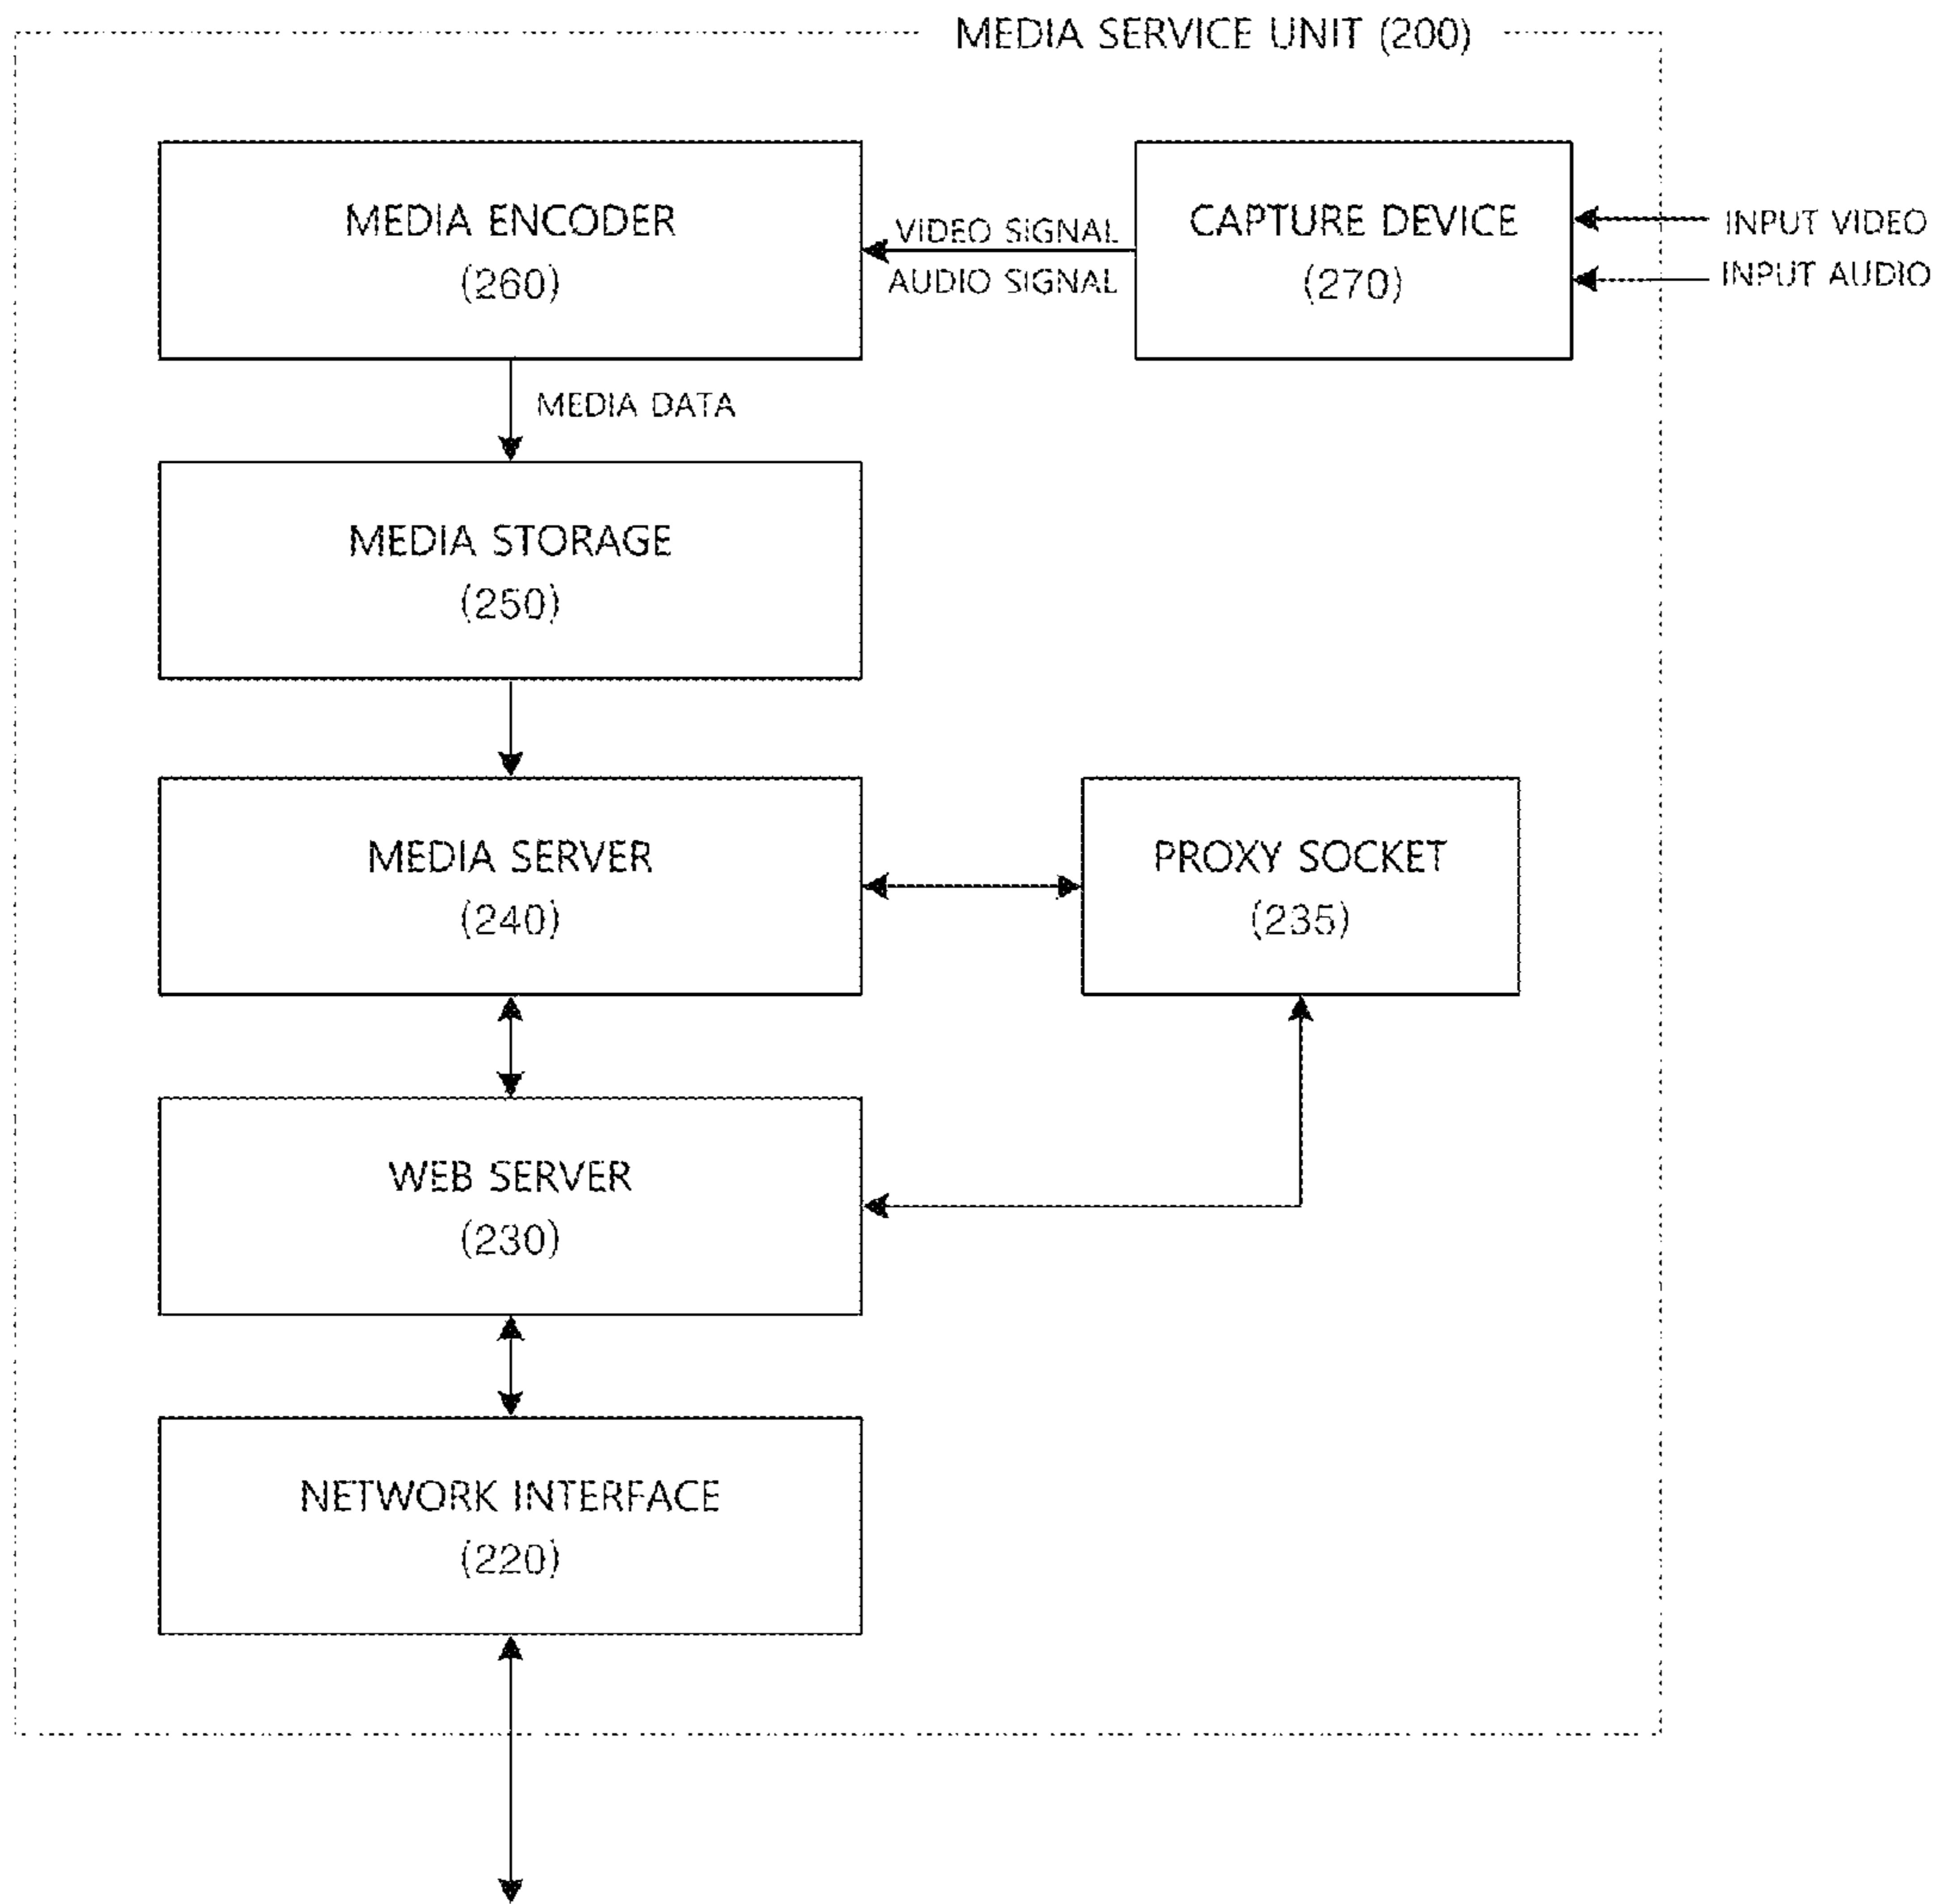 MEDIA SERVICE UNIT (200)
MEDIA ENCODER
(260)
VIDEO SIGNAL
AUDIO SIGNAL
CAPTURE DEVICE
(270)
INPUT VIDEO
INPUT AUDIO
MEDIA DATA
MEDIA STORAGE
(250)
MEDIA SERVER
(240)
PROXY SOCKET
(235)
WEB SERVER
(230)
NETWORK INTERFACE
(220)